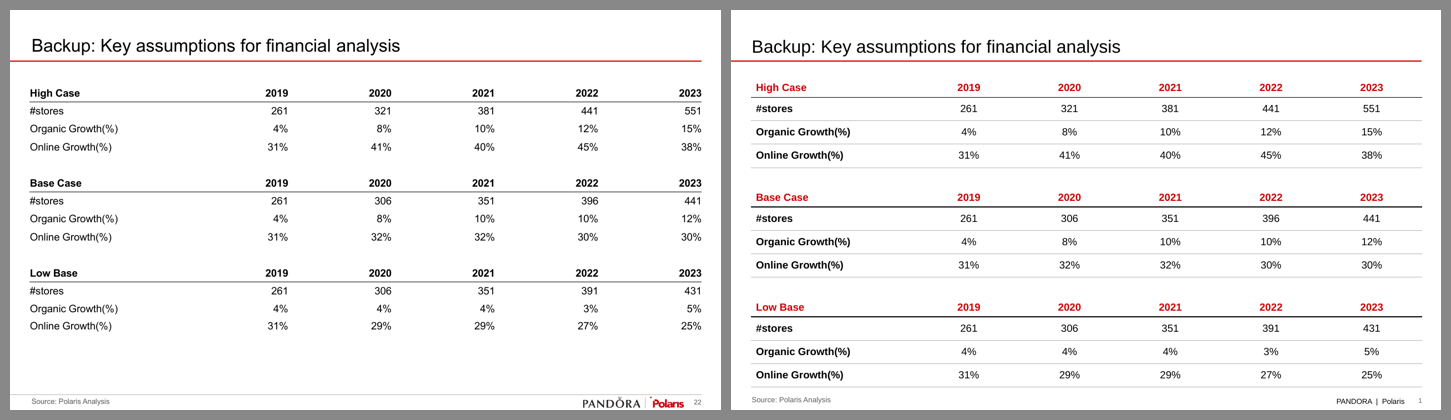 Backup: Key assumptions for financial analysis
High Case 2019 2020 2021 2022 2023
#stores 261 321 381 441 551
Organic Growth(%) 4% 8% 10% 12% 15%
Online Growth(%) 31% 41% 40% 45% 38%
Base Case 2019 2020 2021 2022 2023
#stores 261 306 351 396 441
Organic Growth(%) 4% 8% 10% 10% 12%
Online Growth(%) 31% 32% 32% 30% 30%
Low Base 2019 2020 2021 2022 2023
#stores 261 306 351 391 431
Organic Growth(%) 4% 4% 4% 3% 5%
Online Growth(%) 31% 29% 29% 27% 25%
Source: Polaris Analysis PANDÖRA | Polaris 22
Backup: Key assumptions for financial analysis
High Case 2019 2020 2021 2022 2023
#stores 261 321 381 441 551
Organic Growth(%) 4% 8% 10% 12% 15%
Online Growth(%) 31% 41% 40% 45% 38%
Base Case 2019 2020 2021 2022 2023
#stores 261 306 351 396 441
Organic Growth(%) 4% 8% 10% 10% 12%
Online Growth(%) 31% 32% 32% 30% 30%
Low Base 2019 2020 2021 2022 2023
#stores 261 306 351 391 431
Organic Growth(%) 4% 4% 4% 3% 5%
Online Growth(%) 31% 29% 29% 27% 25%
Source: Polaris Analysis PANDORA | Polaris 1